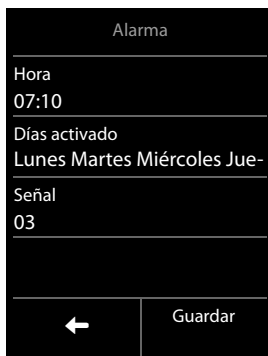 Alarma
Hora
07:10
Días activado
Lunes Martes Miércoles Jue-
Señal
03
Guardar